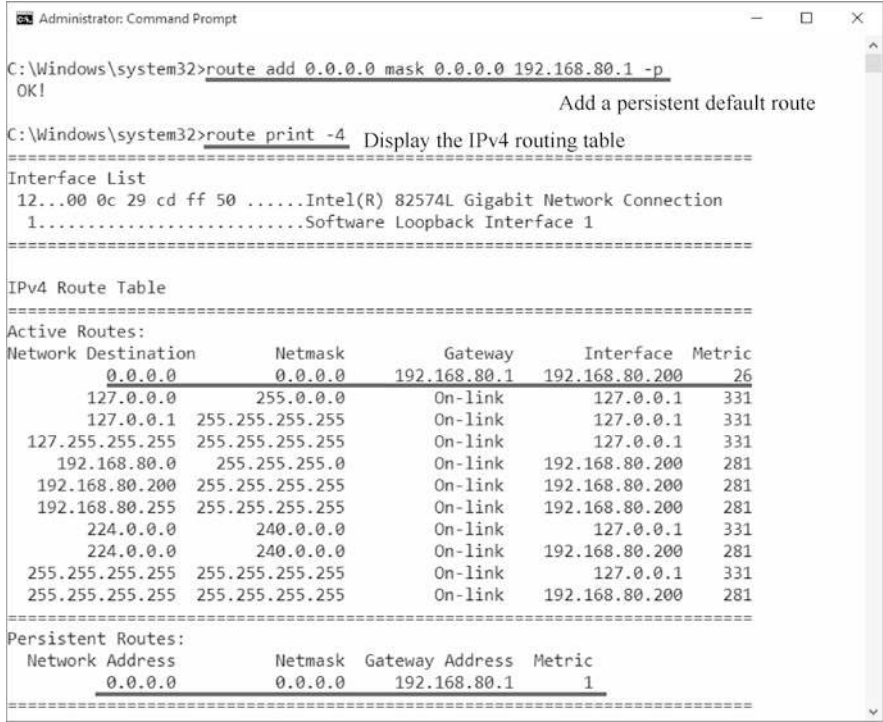 Administrator: Command Prompt
C:\Windows\system32>route add 0.0.0.0 mask 0.0.0.0 192.168.80.1 -p
OK!
Add a persistent default route
C:\Windows\system32>route print -4 Display the IPv4 routing table
===========================================================================
Interface List
12...00 0c 29 cd ff 50 ......Intel(R) 82574L Gigabit Network Connection
1...........................Software Loopback Interface 1
===========================================================================
IPv4 Route Table
===========================================================================
Active Routes:
Network Destination Netmask Gateway Interface Metric
0.0.0.0 0.0.0.0 192.168.80.1 192.168.80.200 26
127.0.0.0 255.0.0.0 On-link 127.0.0.1 331
127.0.0.1 255.255.255.255 On-link 127.0.0.1 331
127.255.255.255 255.255.255.255 On-link 127.0.0.1 331
192.168.80.0 255.255.255.0 On-link 192.168.80.200 281
192.168.80.200 255.255.255.255 On-link 192.168.80.200 281
192.168.80.255 255.255.255.255 On-link 192.168.80.200 281
224.0.0.0 240.0.0.0 On-link 127.0.0.1 331
224.0.0.0 240.0.0.0 On-link 192.168.80.200 281
255.255.255.255 255.255.255.255 On-link 127.0.0.1 331
255.255.255.255 255.255.255.255 On-link 192.168.80.200 281
===========================================================================
Persistent Routes:
Network Address Netmask Gateway Address Metric
0.0.0.0 0.0.0.0 192.168.80.1 1
===========================================================================